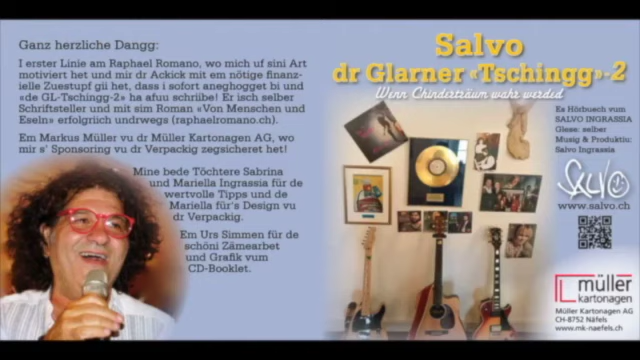 Ganz herzliche Dangg:
I erster Linie am Raphael Romano, wo mich uf sini Art
motiviert het und mir dr Ackick mit em nötige finanz-
ielle Zuestupf gii het, dass i sofort aneghogget bi und
«de GL-Tschingg-2» ha afuu schriibe! Er isch selber
Schriftsteller und mit sim Roman «Von Menschen und
Eseln» erfolgriich undrwegs (raphaelromano.ch).
Em Markus Müller vu dr Müller Kartonagen AG, wo
mir s' Sponsoring vu dr Verpackig zegsicheret het!
Mine bede Töchtere Sabrina
und Mariella Ingrassia für de
wertvolle Tipps und de
Mariella für's Design vu
dr Verpackig.
Em Urs Simmen für de
schöni Zämearbet
und Grafik vum
CD-Booklet.
Salvo
dr Glarner «Tschingg»-2
Wenn Chinderträum wahr werded
Es Hörbuech vum
SALVO INGRASSIA
Gläse: selber
Musig & Produktiu:
Salvo Ingrassia
SALVO
www.salvo.ch
müller
kartonagen
Müller Kartonagen AG
CH-8752 Näfels
www.mk-naefels.ch